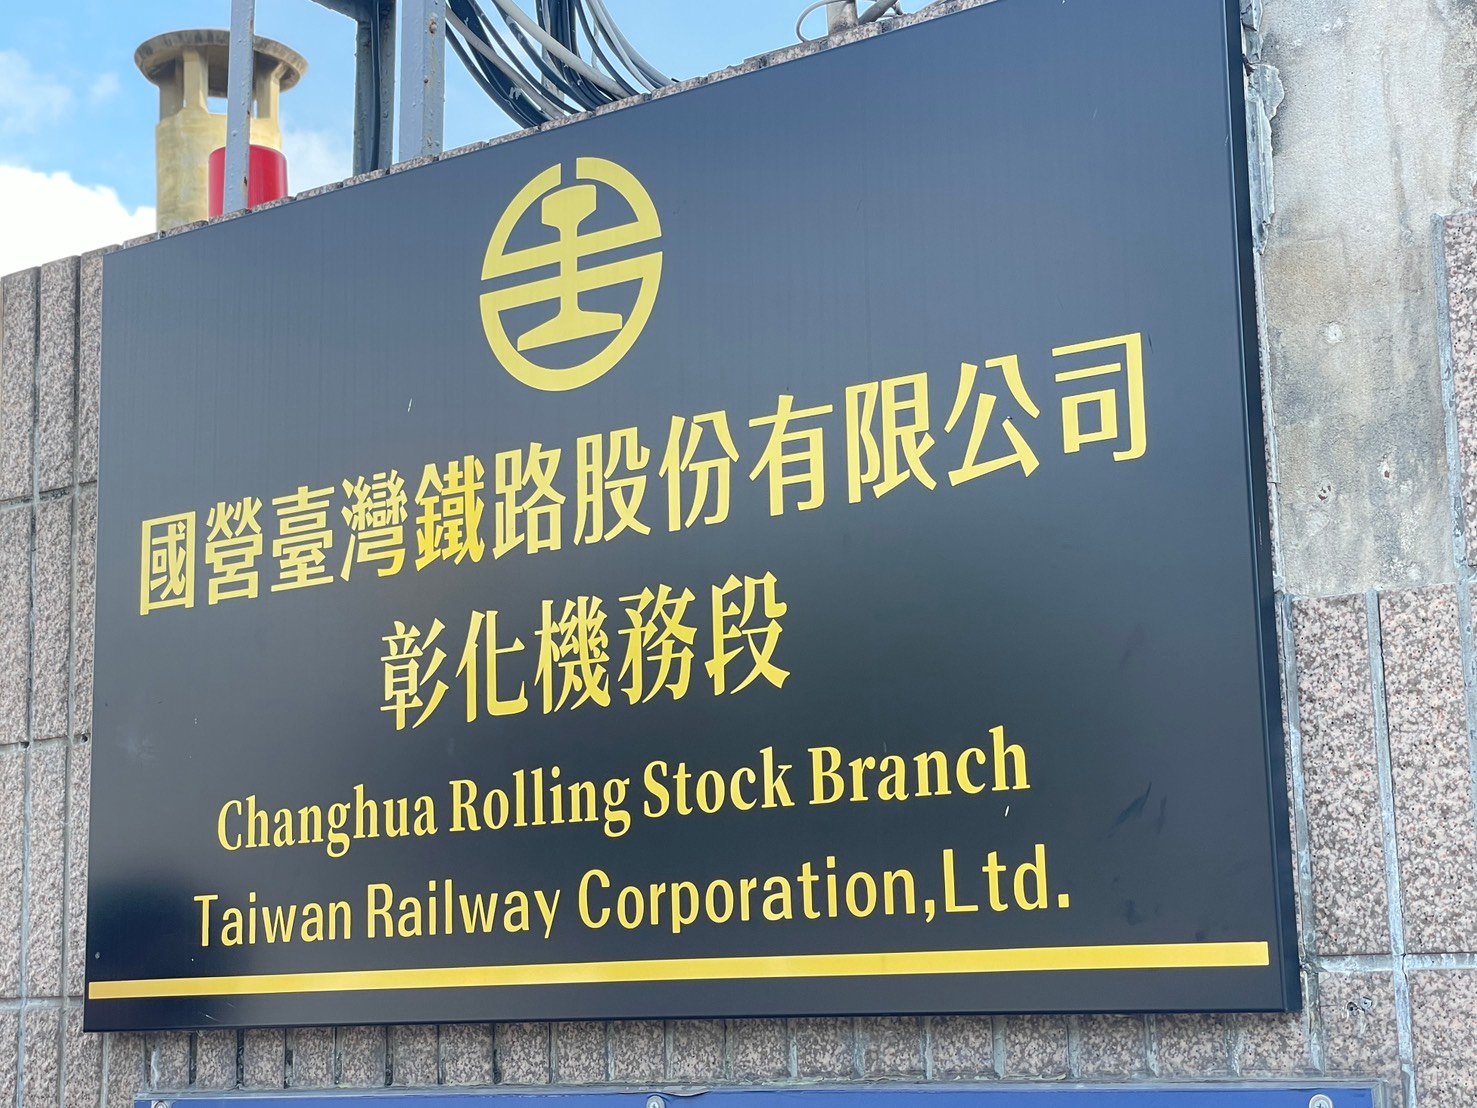 國營臺灣鐵路股份有限公司
彰化機務段
Changhua Rolling Stock Branch
Taiwan Railway Corporation,Ltd.